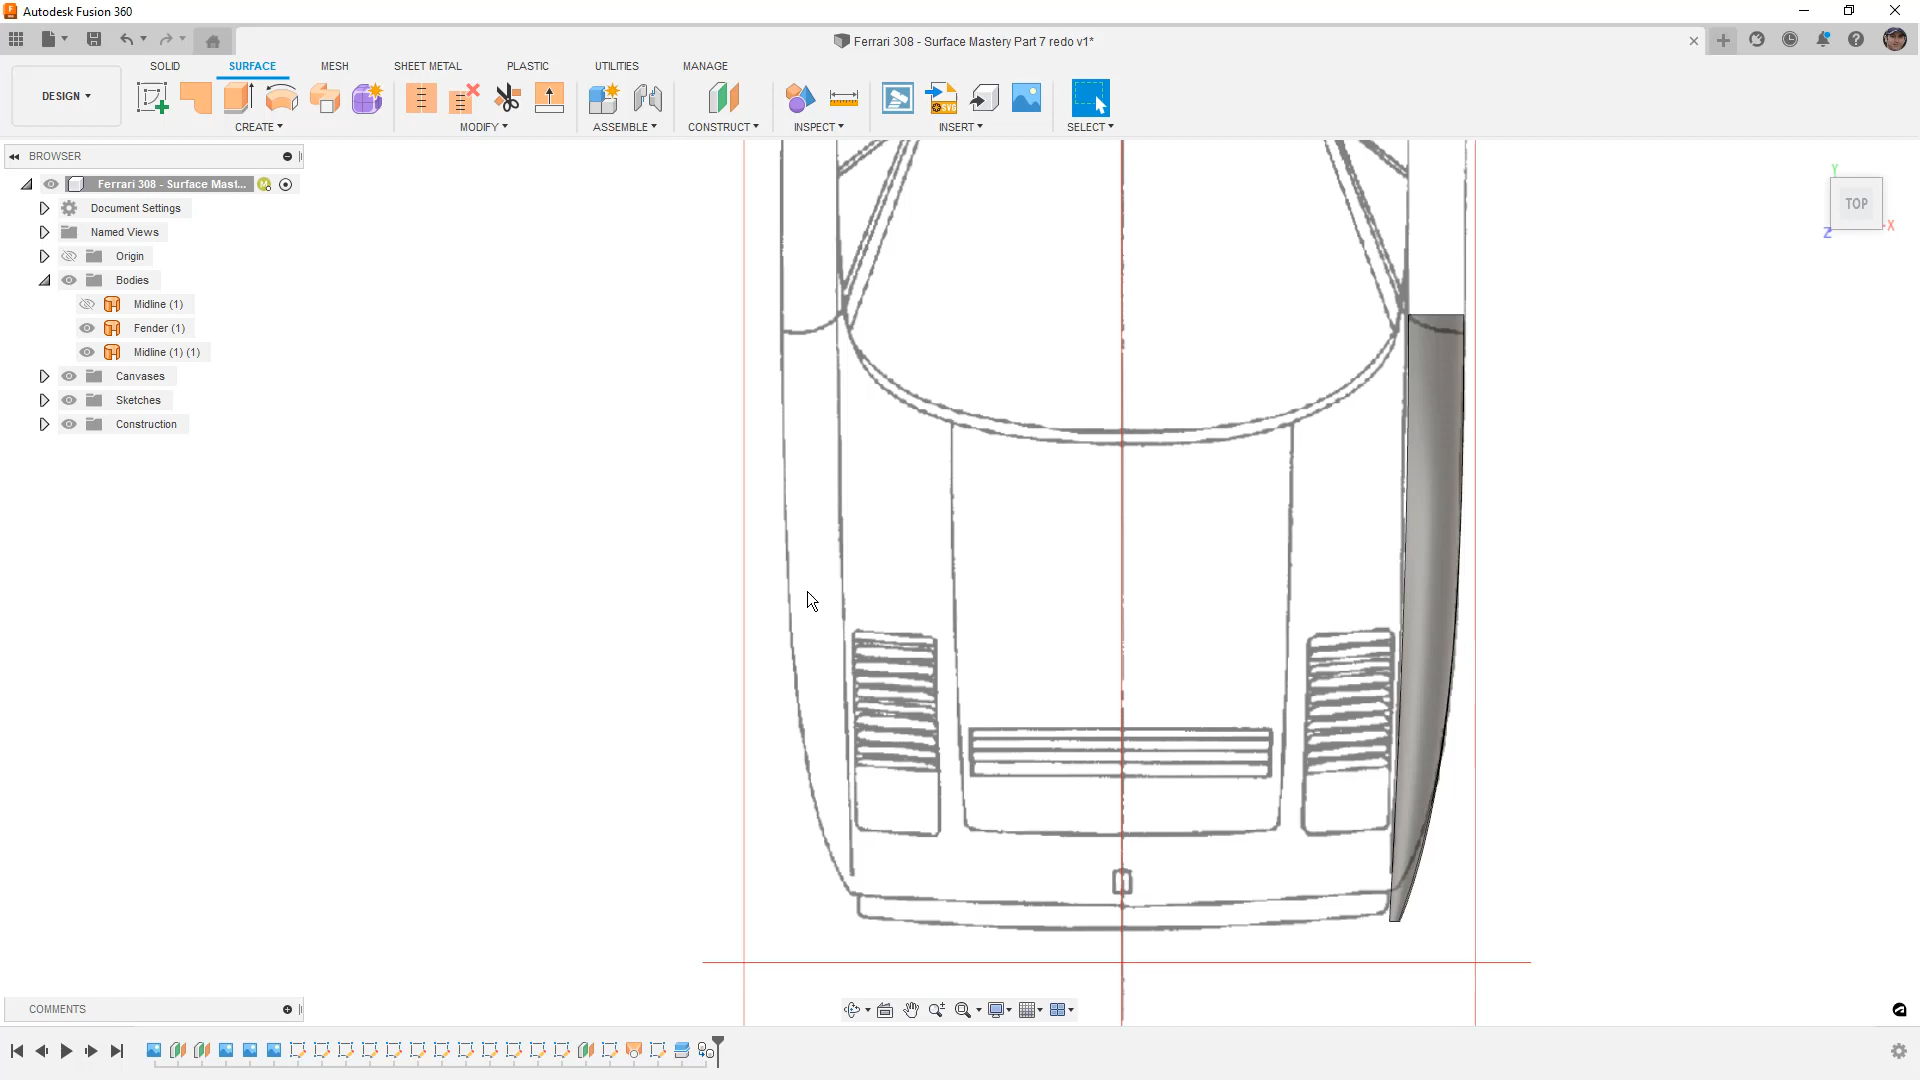 Autodesk Fusion 360
Ferrari 308 - Surface Mastery Part 7 redo v1*
DESIGN
SOLID
SURFACE
MESH
SHEET METAL
PLASTIC
UTILITIES
MANAGE
CREATE
MODIFY
ASSEMBLE
CONSTRUCT
INSPECT
SVG
INSERT
SELECT
BROWSER
Ferrari 308 - Surface Mast...
M
Document Settings
Named Views
Origin
Bodies
Midline (1)
Fender (1)
Midline (1) (1)
Canvases
Sketches
Construction
Y
TOP
X
Z
COMMENTS